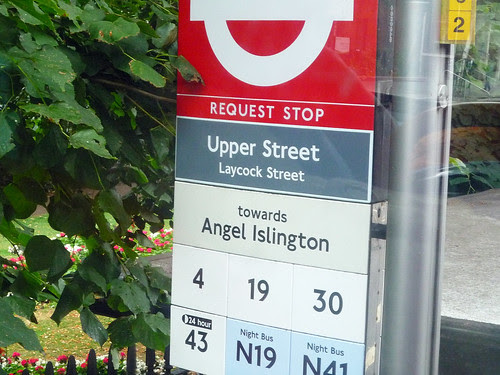 REQUEST STOP
Upper Street
Laycock Street
towards
Angel Islington
4 19 30
24 hour
43
Night Bus
N19
Night Bus
N41
2